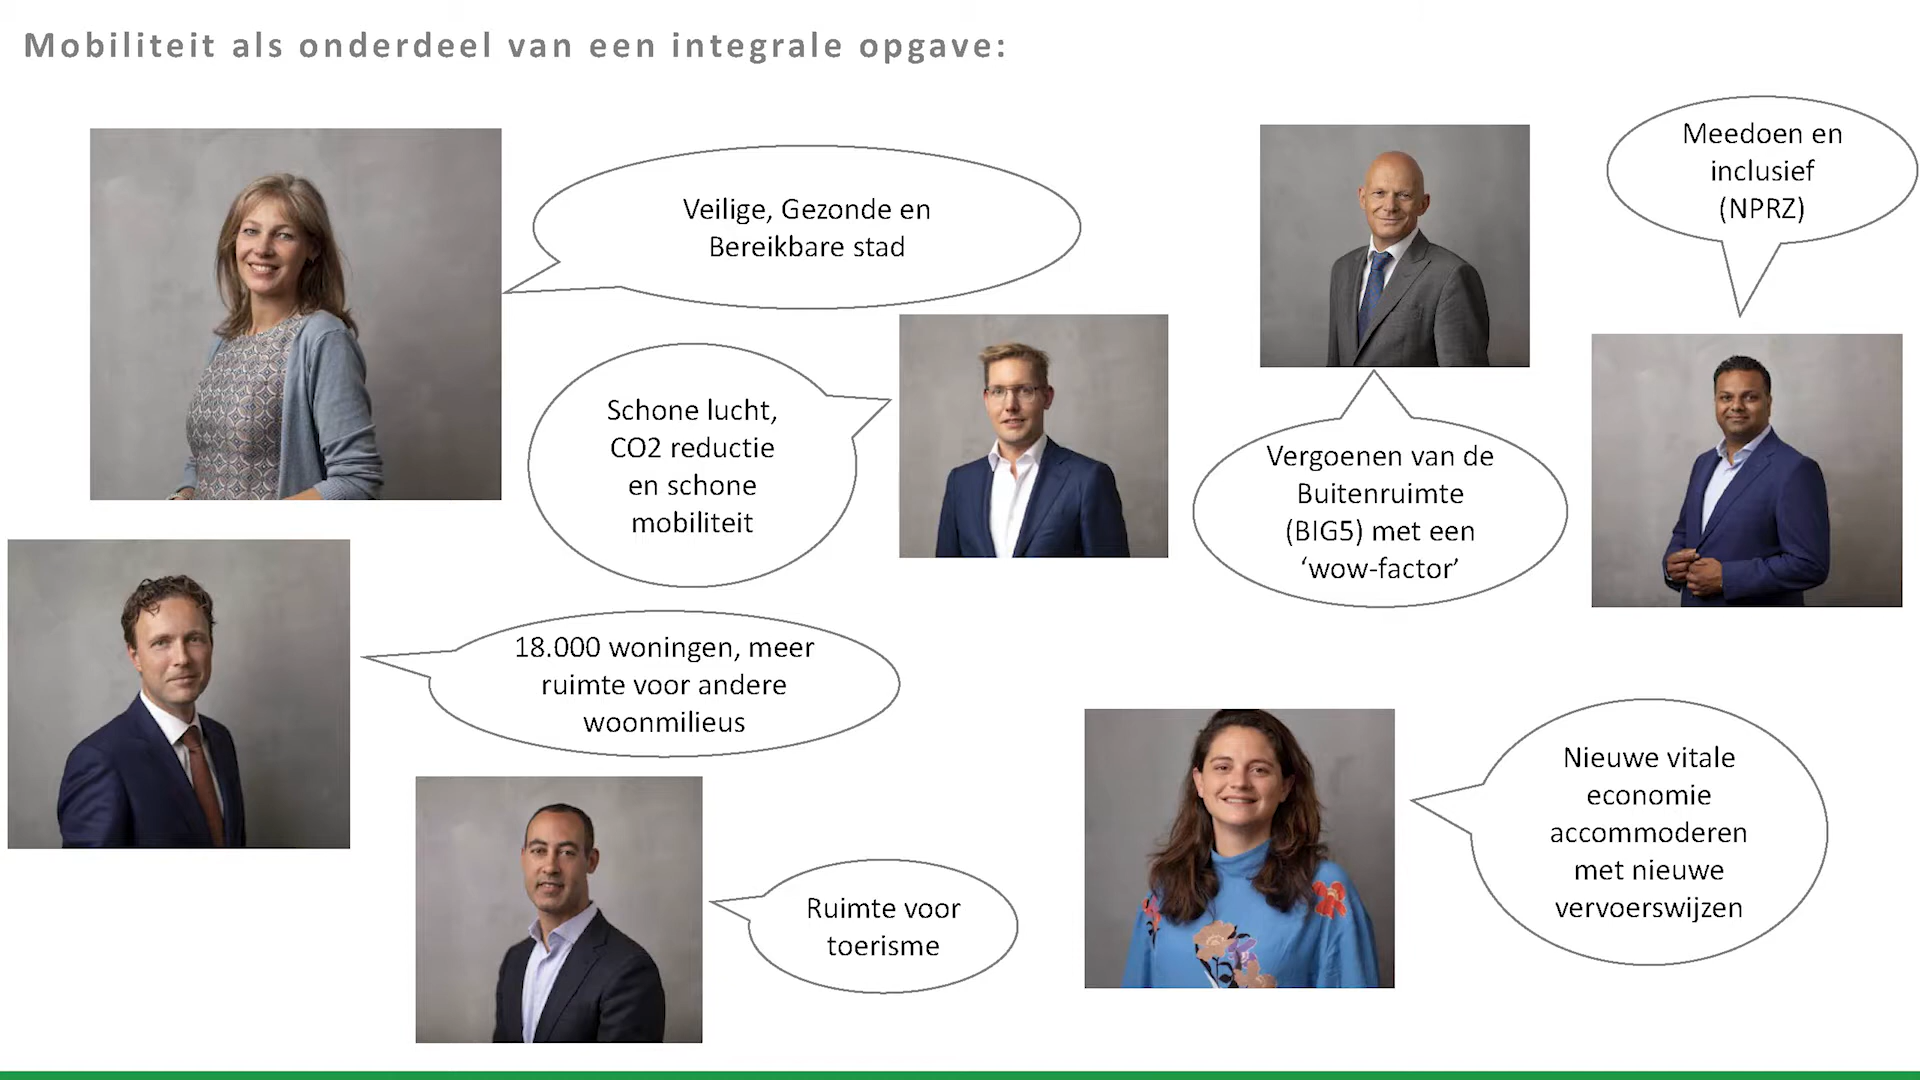 Mobiliteit als onderdeel van een integrale opgave:
Veilige, Gezonde en
Bereikbare stad
Meedoen en
inclusief
(NPRZ)
Schone lucht,
CO2 reductie
en schone
mobiliteit
Vergoenen van de
Buitenruimte
(BIG5) met een
‘wow-factor’
18.000 woningen, meer
ruimte voor andere
woonmilieus
Ruimte voor
toerisme
Nieuwe vitale
economie
accommoderen
met nieuwe
vervoerswijzen